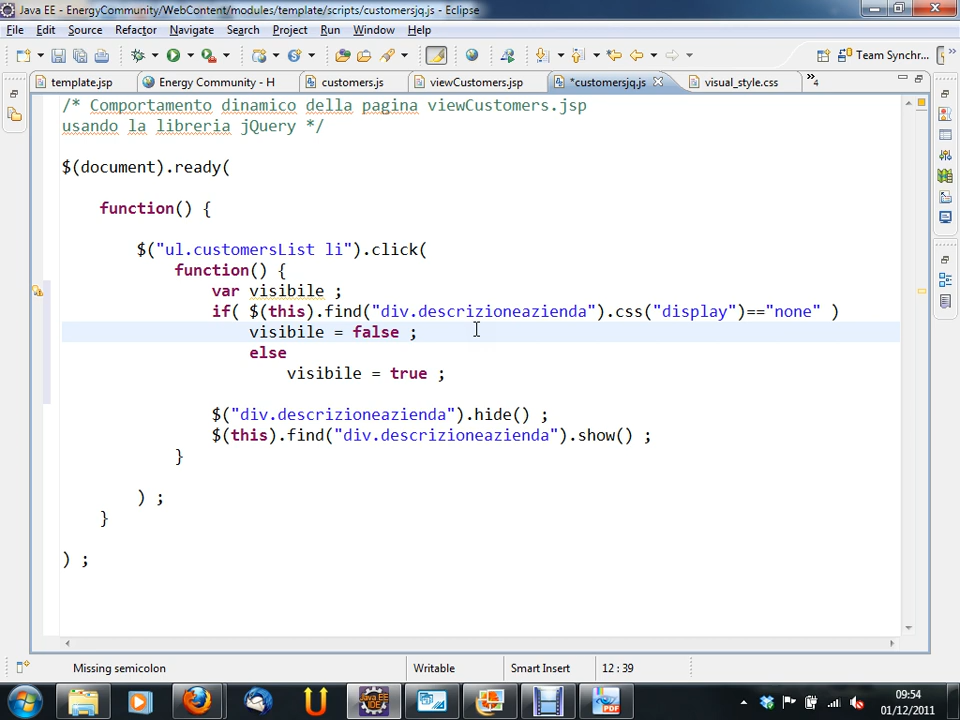 Java EE - EnergyCommunity/WebContent/modules/template/scripts/customersjq.js - Eclipse
File Edit Source Refactor Navigate Search Project Run Window Help
Team Synchr...
template.jsp Energy Community - H customers.js viewCustomers.jsp *customersjq.js visual_style.css 4
/* Comportamento dinamico della pagina viewCustomers.jsp
usando la libreria jQuery */
$(document).ready(
function() {
$("ul.customersList li").click(
function() {
var visibile ;
if( $(this).find("div.descrizioneazienda").css("display")=="none" )
visibile = false ;
else
visibile = true ;
$("div.descrizioneazienda").hide() ;
$(this).find("div.descrizioneazienda").show() ;
}
) ;
}
) ;
Missing semicolon Writable Smart Insert 12 : 39
09:54
01/12/2011